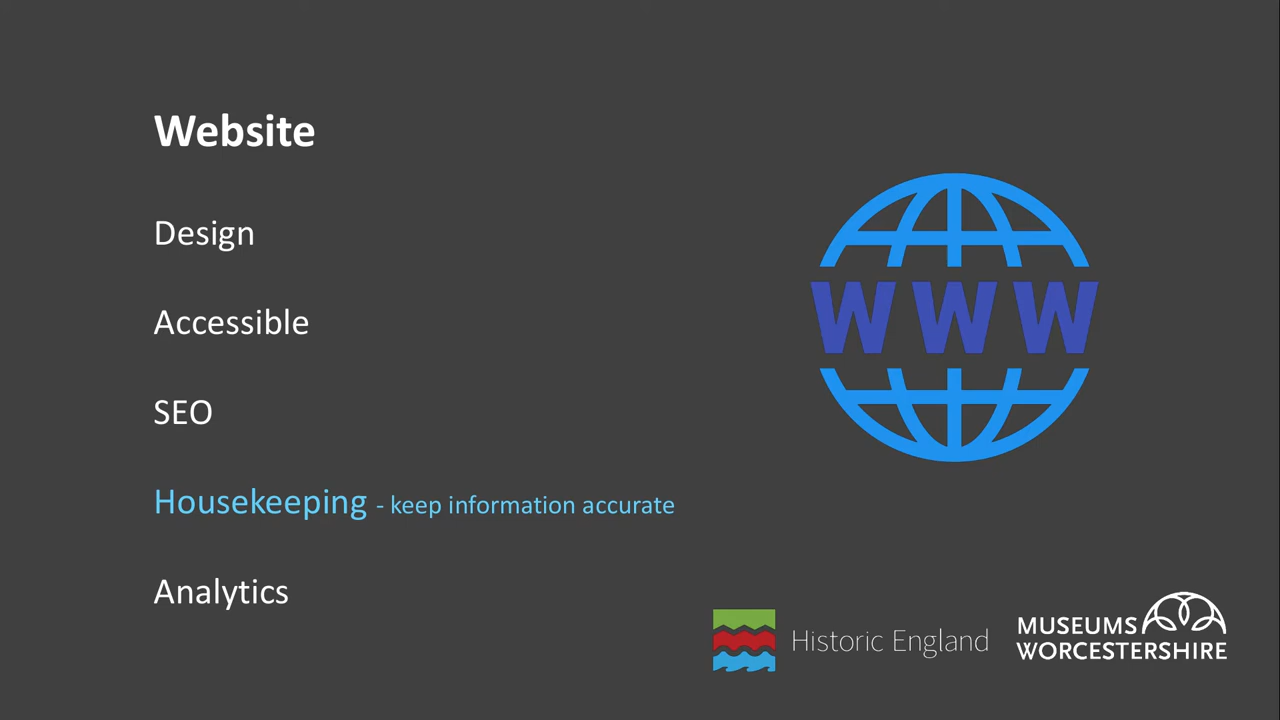 Website
Design
Accessible
SEO
Housekeeping - keep information accurate
Analytics
WWW
Historic England
MUSEUMS
WORCESTERSHIRE